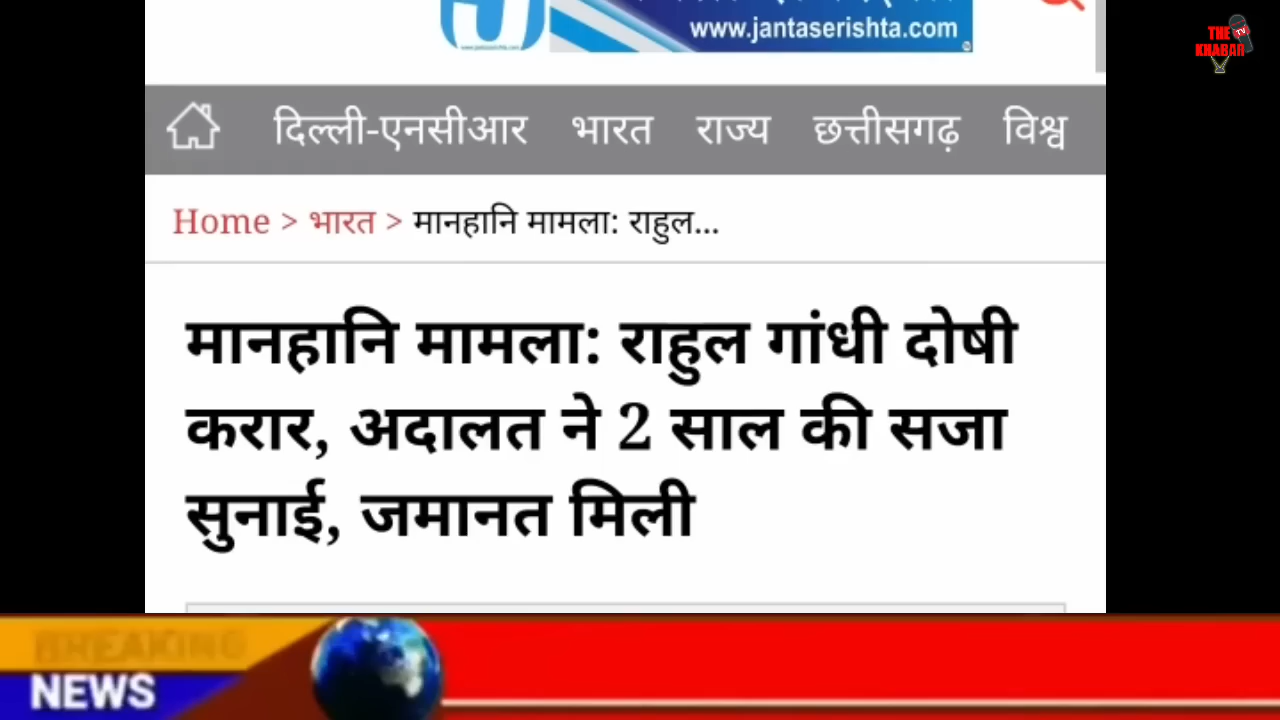 www.jantaserishta.com
THE
KHABAR
TV
दिल्ली-एनसीआर भारत राज्य छत्तीसगढ़ विश्व
Home > भारत > मानहानि मामला: राहुल...
मानहानि मामला: राहुल गांधी दोषी
करार, अदालत ने 2 साल की सजा
सुनाई, जमानत मिली
BREAKING
NEWS